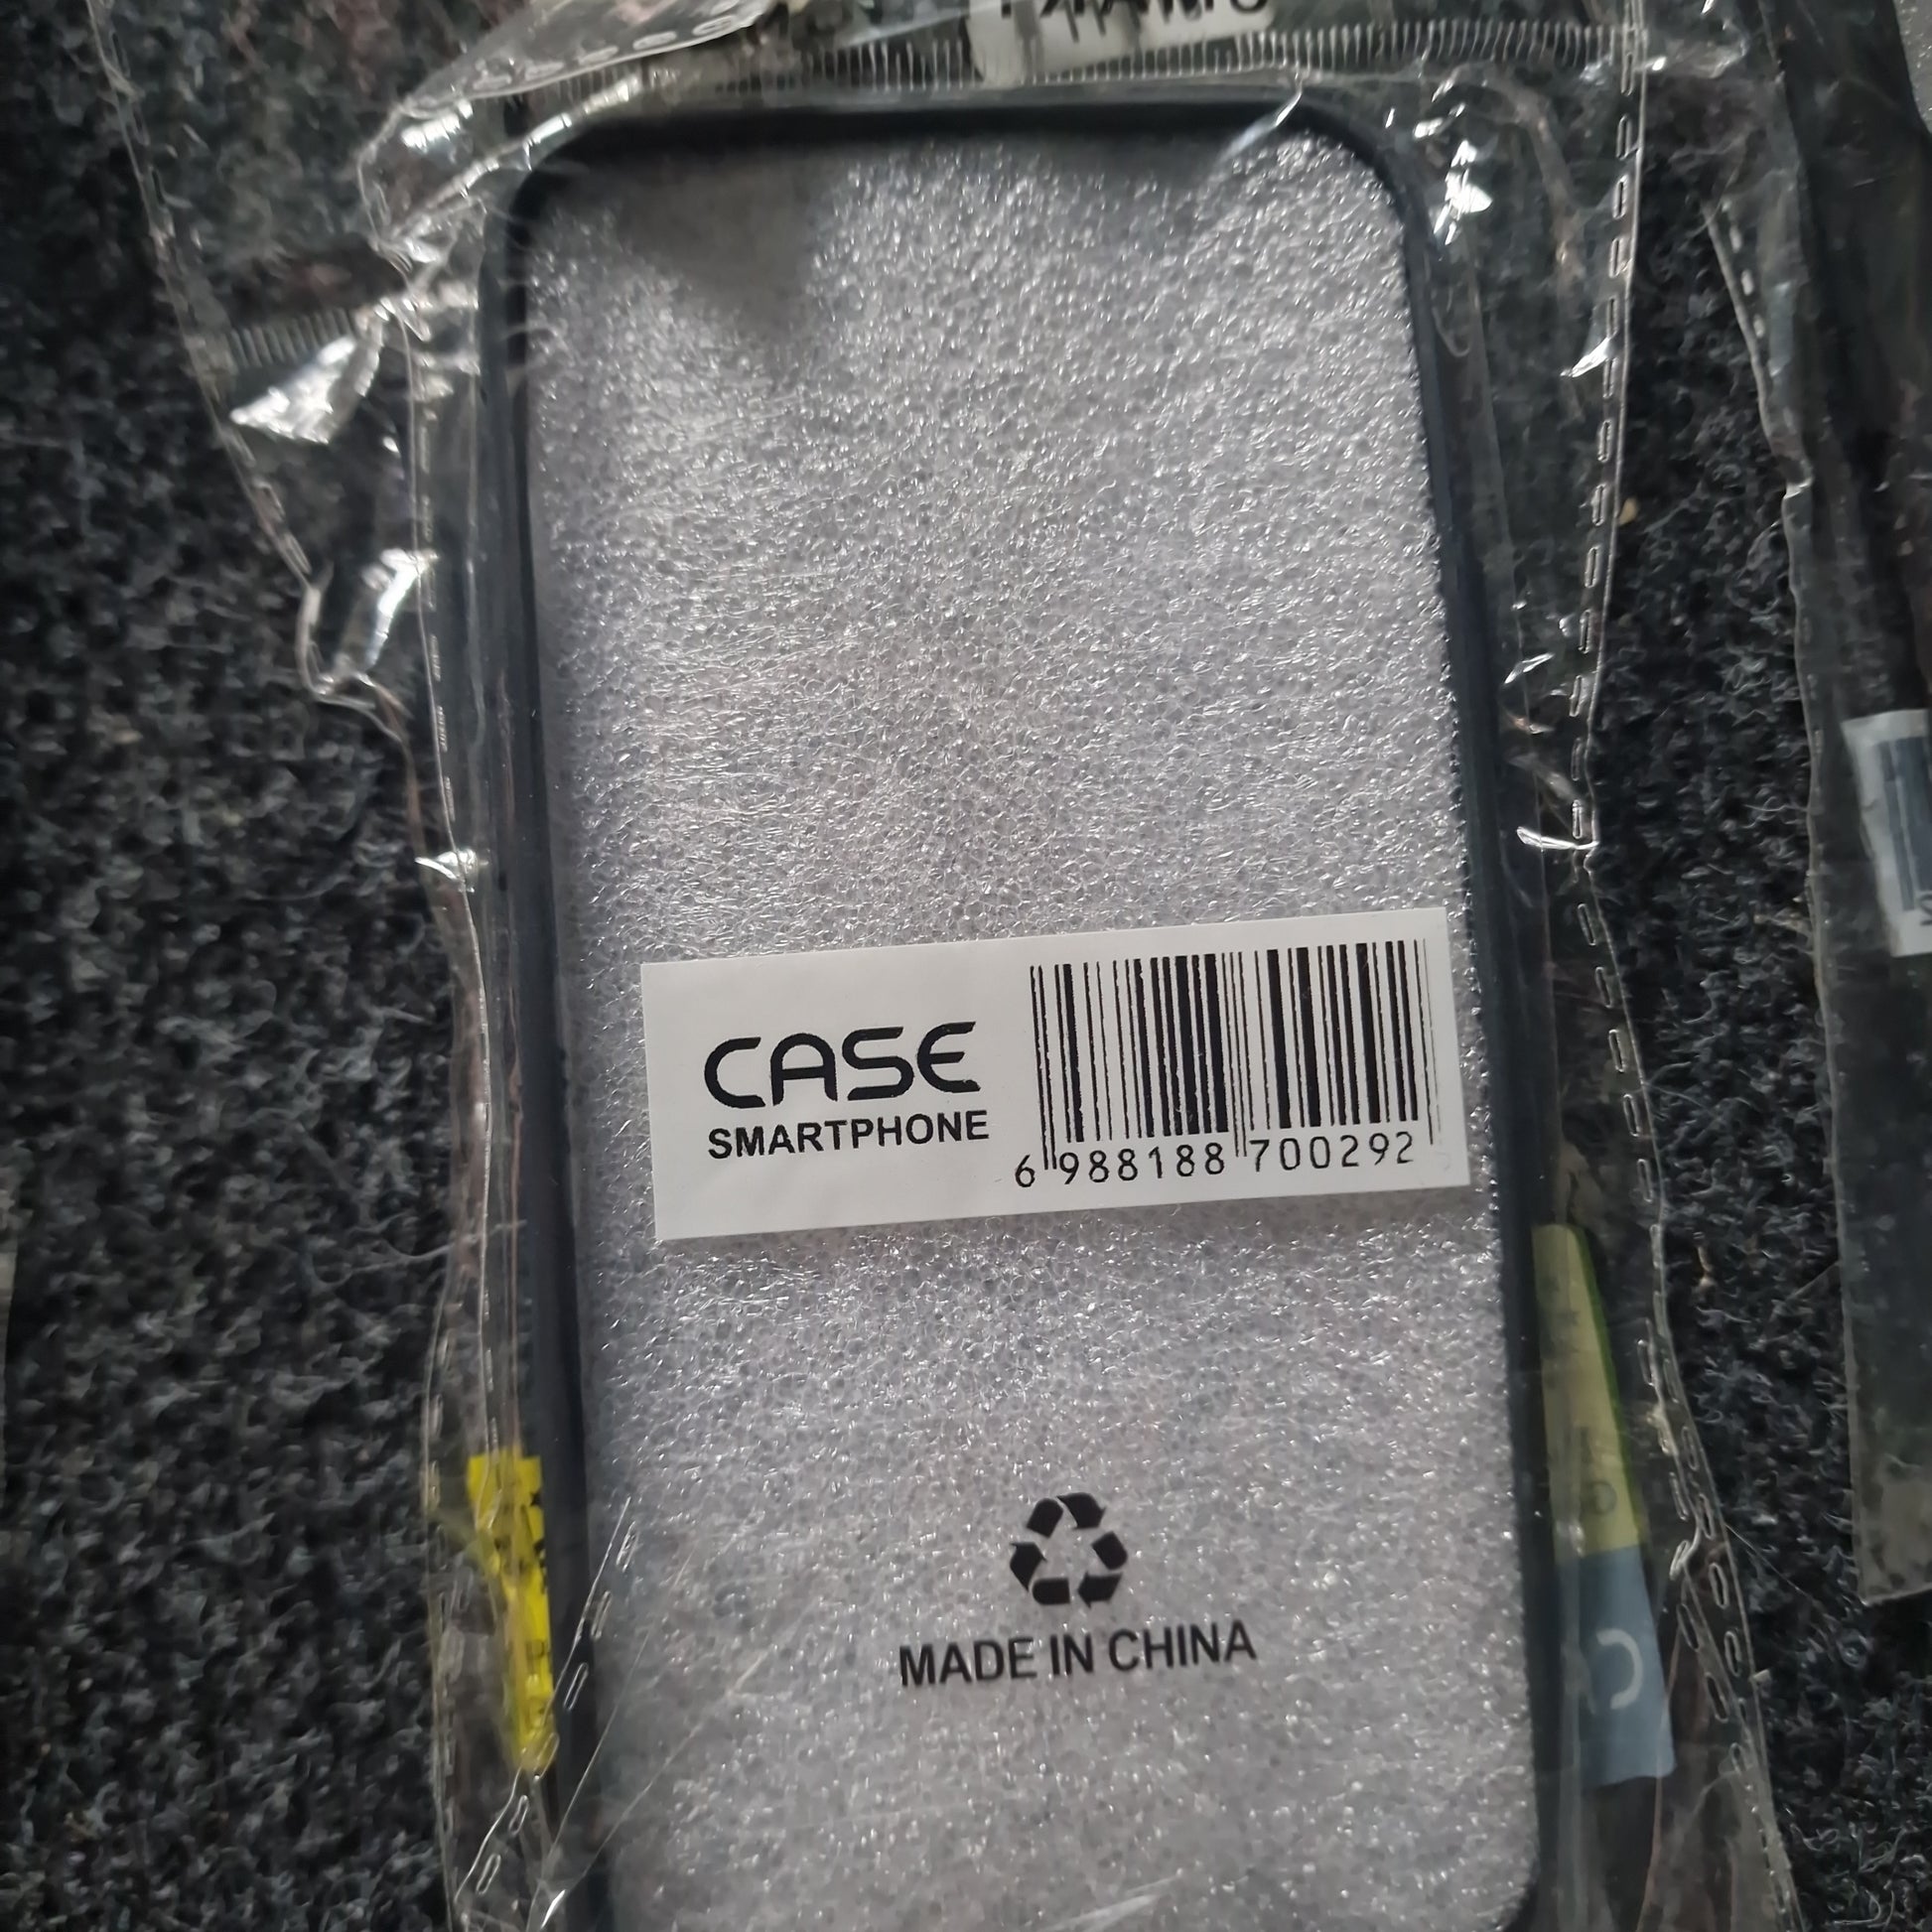 CASE
SMARTPHONE
6 988188 700292
MADE IN CHINA